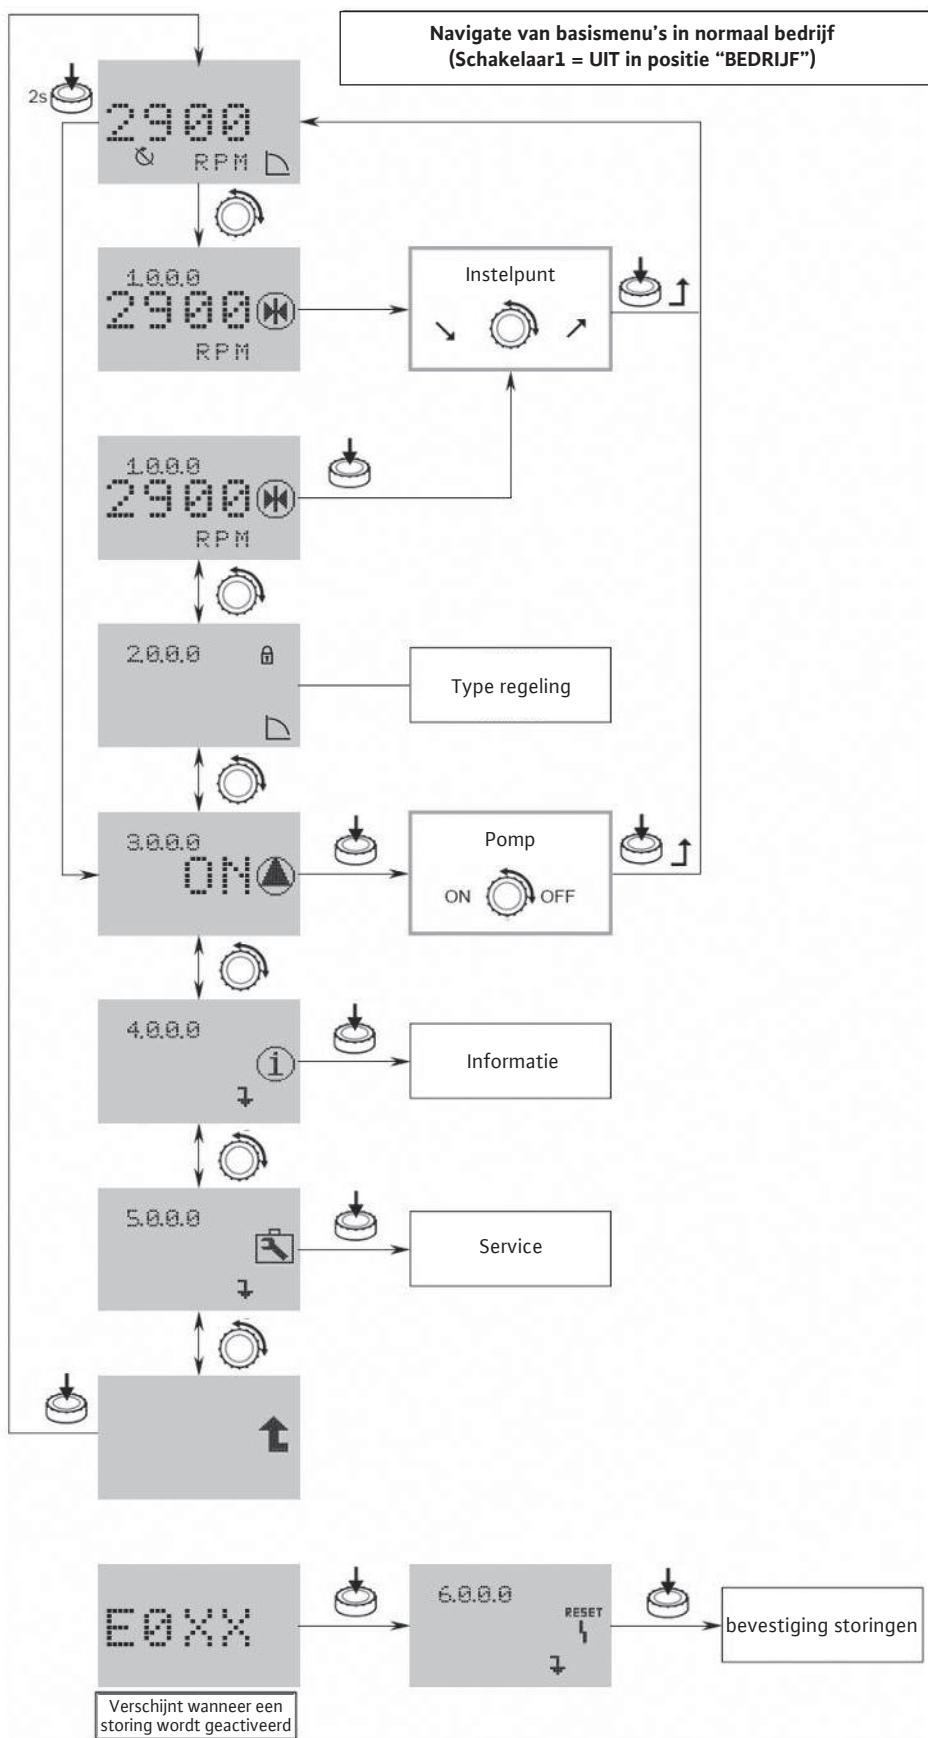 Navigate van basismenu's in normaal bedrijf
(Schakelaar1 = UIT in positie “BEDRIJF”)
2s
2900
RPM
1.0.0.0
2900
RPM
Instelpunt
1.0.0.0
2900
RPM
2.0.0.0
Type regeling
3.0.0.0
ON
Pomp
ON OFF
4.0.0.0
i
Informatie
5.0.0.0
Service
E0XX
6.0.0.0
RESET
bevestiging storingen
Verschijnt wanneer een
storing wordt geactiveerd